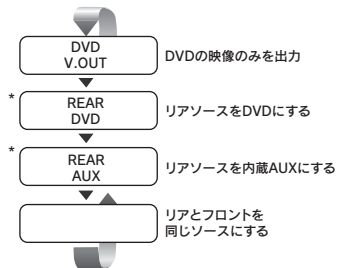 DVD
V.OUT
DVDの映像のみを出力
*
REAR
DVD
リアソースをDVDにする
*
REAR
AUX
リアソースを内蔵AUXにする
リアとフロントを
同じソースにする